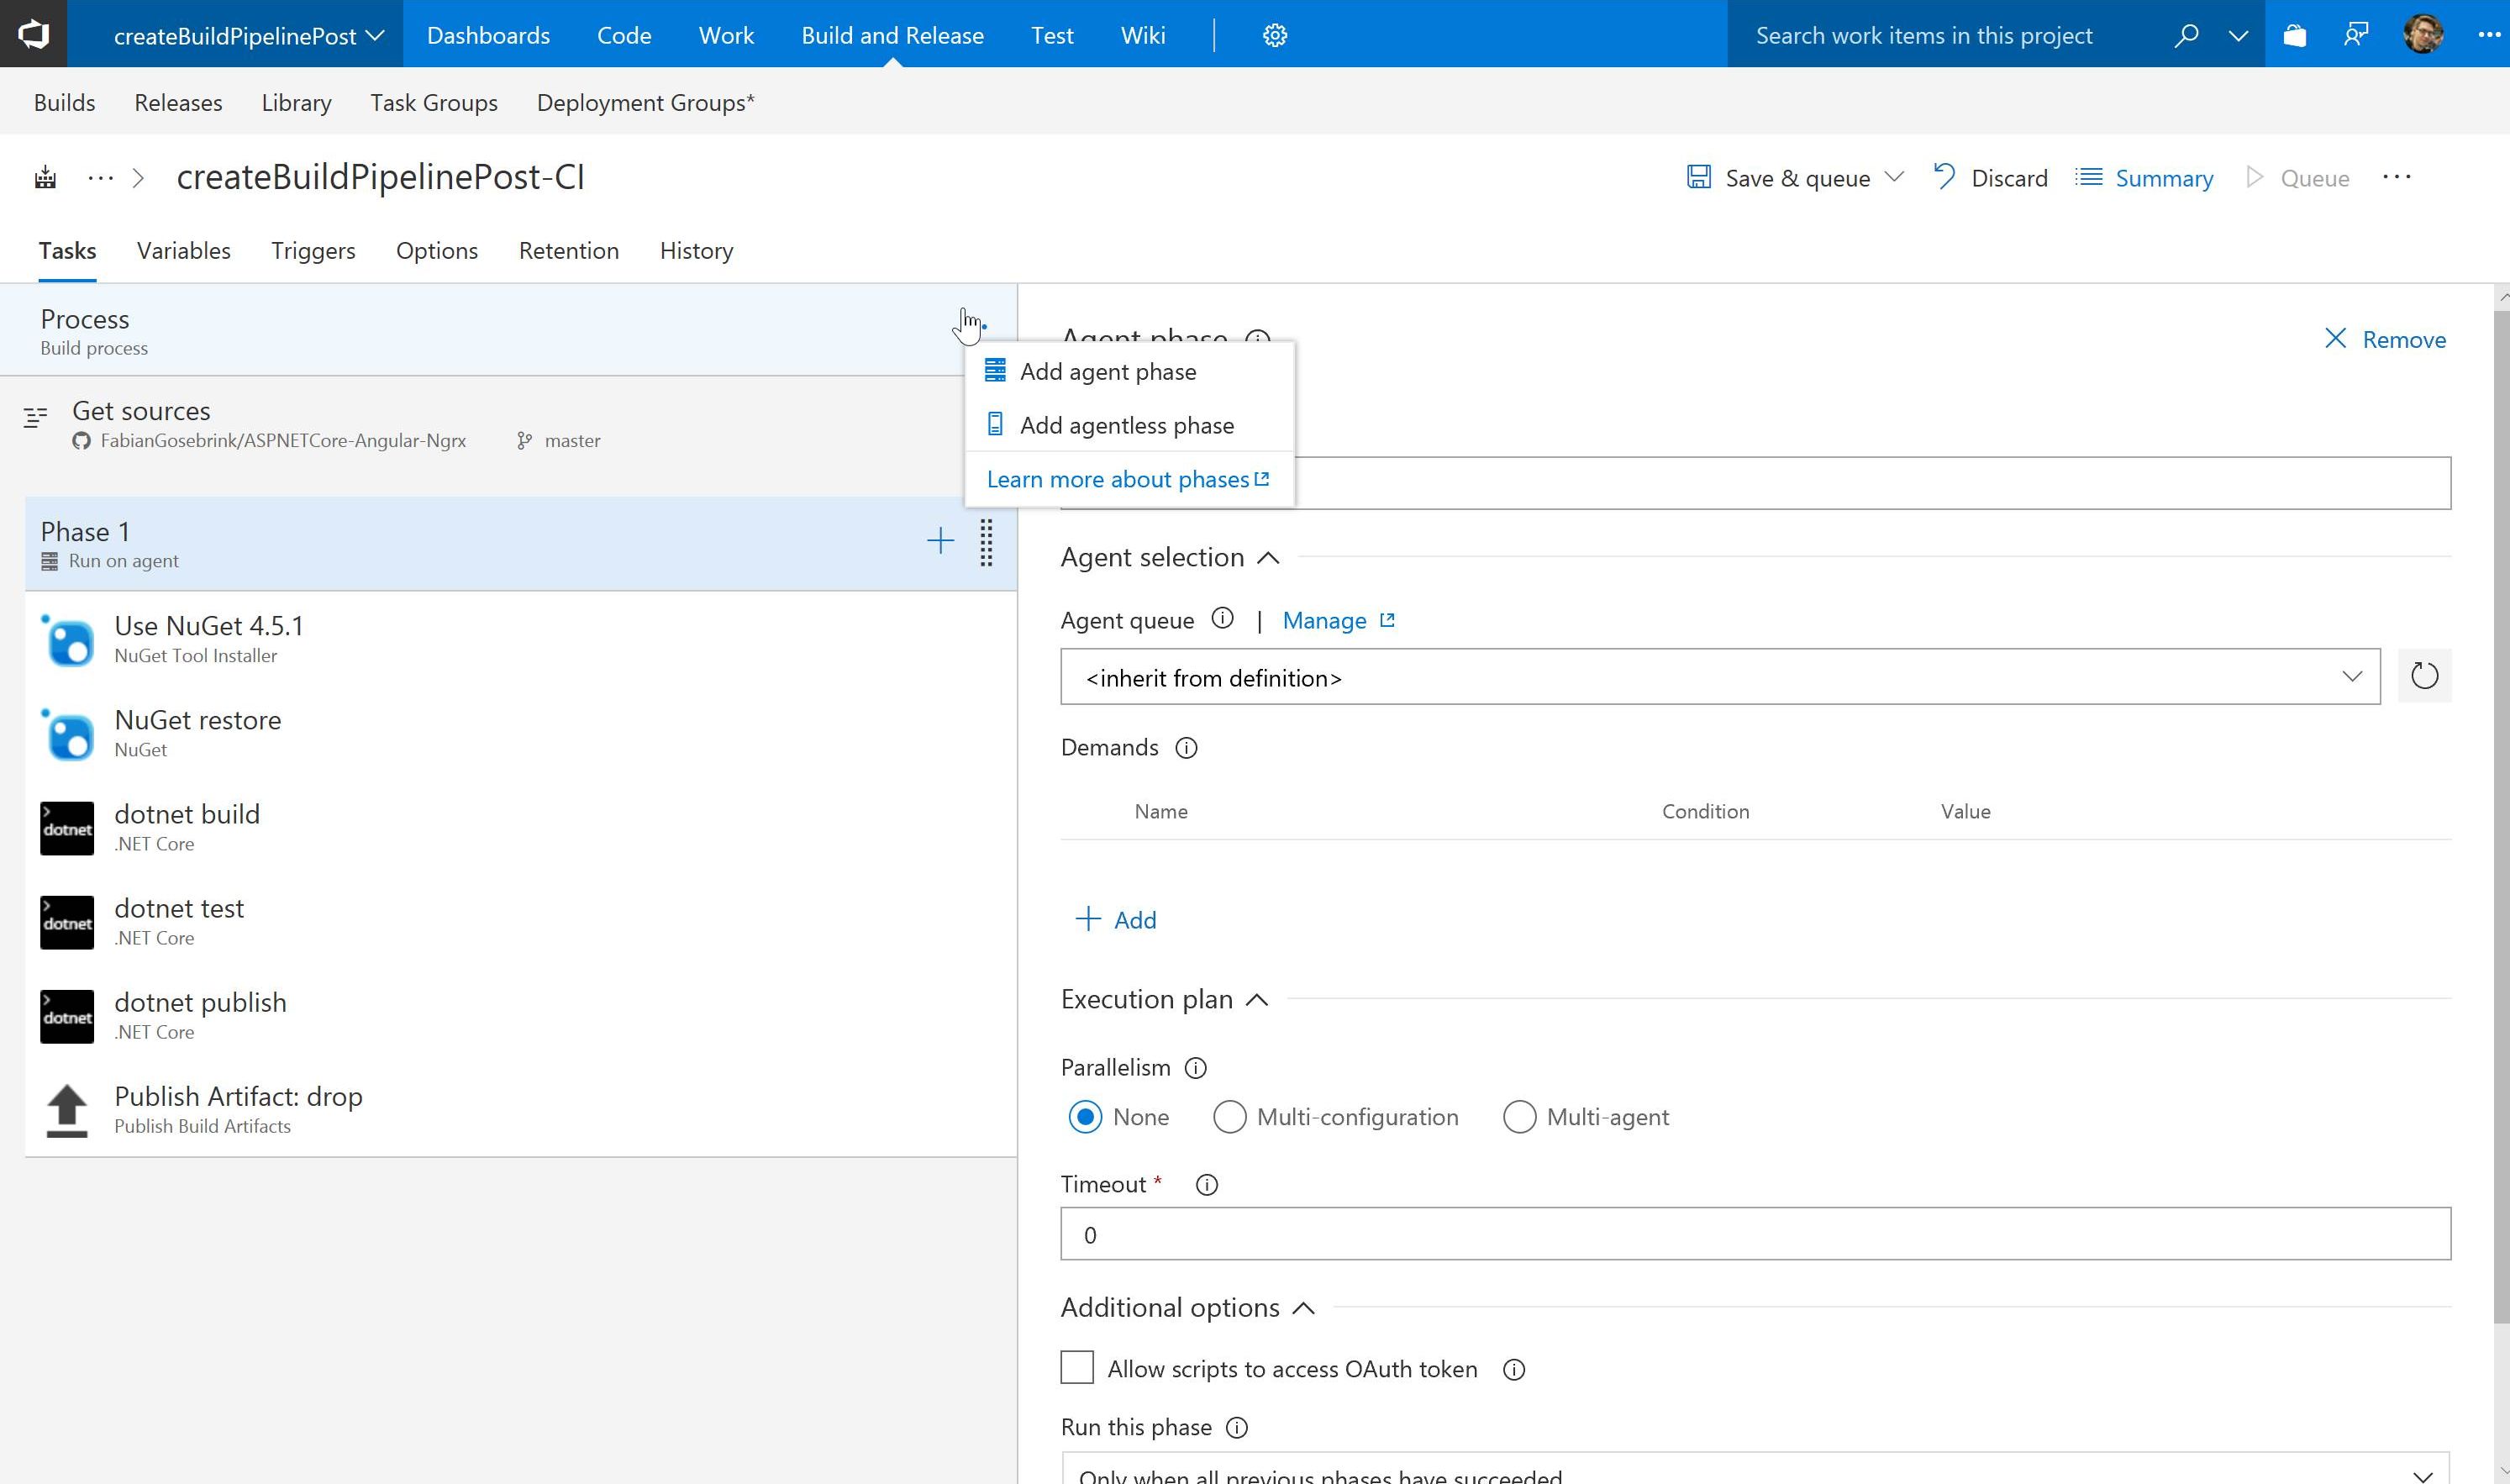 createBuildPipelinePost
Dashboards
Code
Work
Build and Release
Test
Wiki
Search work items in this project
Builds
Releases
Library
Task Groups
Deployment Groups*
createBuildPipelinePost-CI
Save & queue
Discard
Summary
Queue
Tasks
Variables
Triggers
Options
Retention
History
Process
Build process
Get sources
FabianGosebrink/ASPNETCore-Angular-Ngrx
master
Phase 1
Run on agent
Use NuGet 4.5.1
NuGet Tool Installer
NuGet restore
NuGet
dotnet
dotnet build
.NET Core
dotnet
dotnet test
.NET Core
dotnet
dotnet publish
.NET Core
Publish Artifact: drop
Publish Build Artifacts
Agent phase
Remove
Add agent phase
Add agentless phase
Learn more about phases
Agent selection
Agent queue
|
Manage
<inherit from definition>
Demands
Name
Condition
Value
Add
Execution plan
Parallelism
None
Multi-configuration
Multi-agent
Timeout *
0
Additional options
Allow scripts to access OAuth token
Run this phase
Only when all previous phases have succeeded